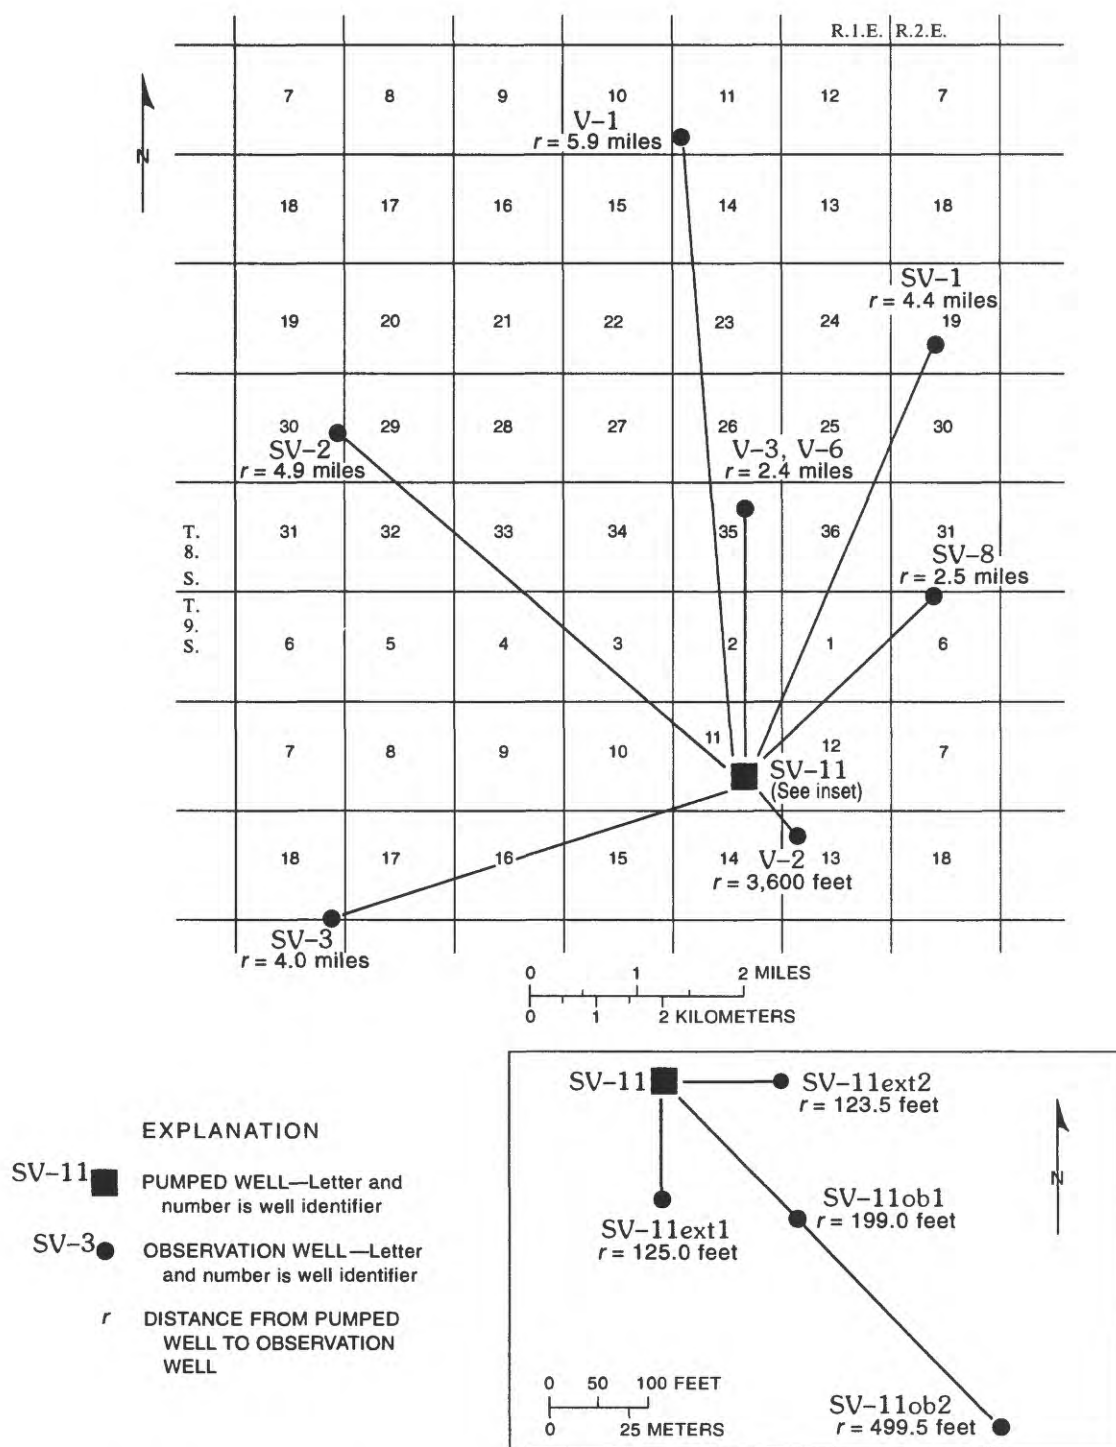 R.1.E. R.2.E.
7 8 9 10 11 12 7
V–1
r = 5.9 miles
N
18 17 16 15 14 13 18
SV–1
r = 4.4 miles
19 20 21 22 23 24 19
30 29 28 27 26 25 30
SV–2
r = 4.9 miles
V–3, V–6
r = 2.4 miles
T.
8.
S.
31 32 33 34 35 36 31
SV–8
r = 2.5 miles
T.
9.
S.
6 5 4 3 2 1 6
7 8 9 10 11 12 7
SV–11
(See inset)
18 17 16 15 14 13 18
V–2
r = 3,600 feet
SV–3
r = 4.0 miles
0 1 2 MILES
0 1 2 KILOMETERS
EXPLANATION
SV–11 PUMPED WELL—Letter and
number is well identifier
SV–3 OBSERVATION WELL—Letter
and number is well identifier
r DISTANCE FROM PUMPED
WELL TO OBSERVATION
WELL
SV–11 SV–11ext2
r = 123.5 feet
N
SV–11ob1
r = 199.0 feet
SV–11ext1
r = 125.0 feet
0 50 100 FEET
0 25 METERS
SV–11ob2
r = 499.5 feet